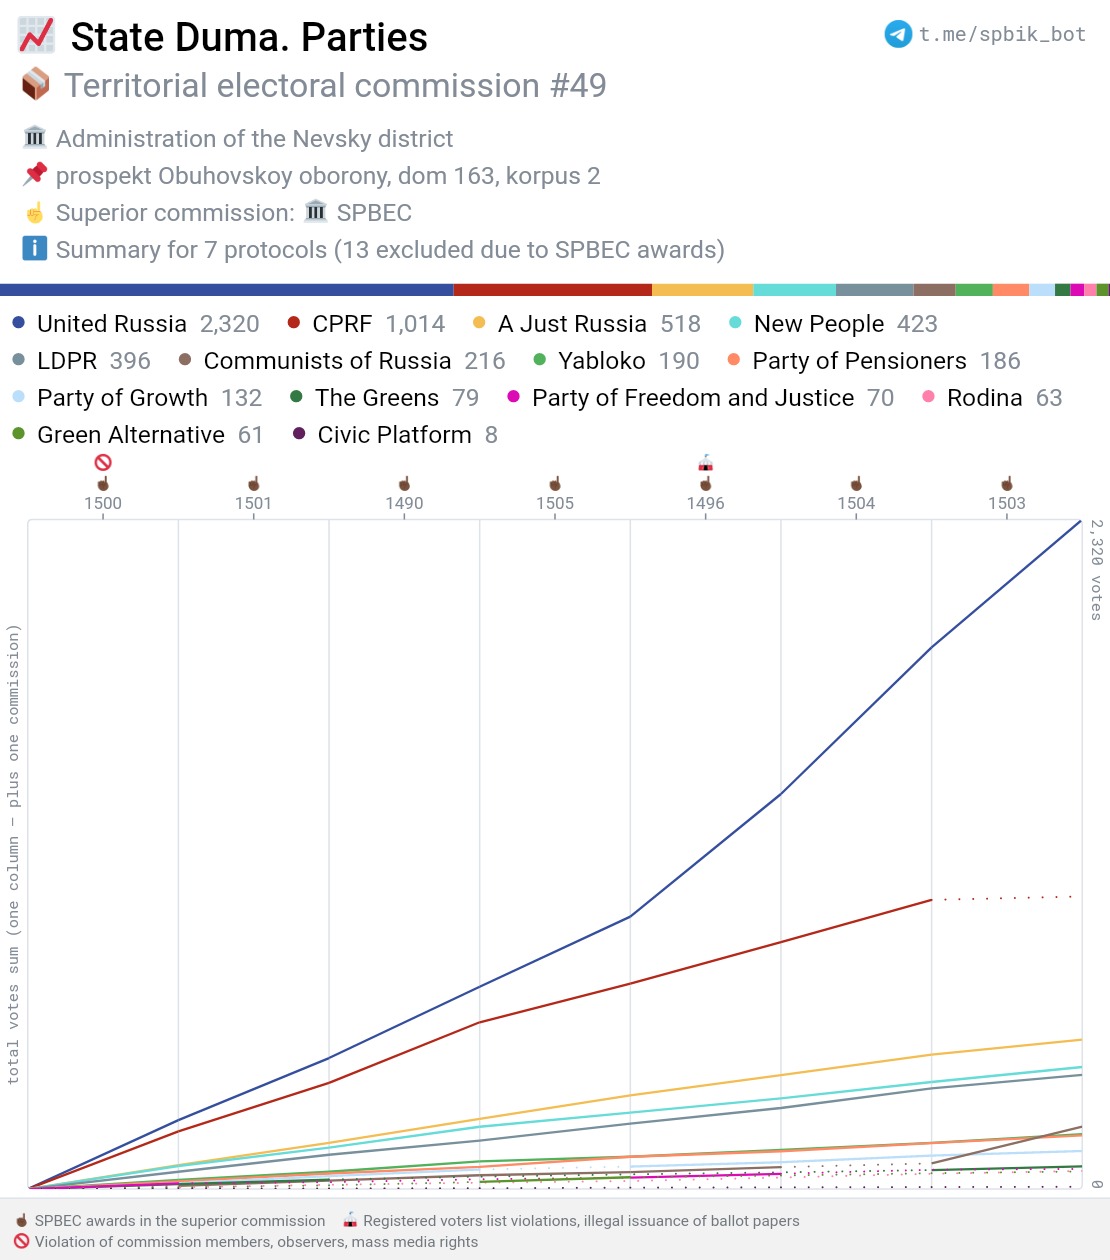 State Duma. Parties
t.me/spbik_bot
Territorial electoral commission #49
Administration of the Nevsky district
prospekt Obuhovskoy oborony, dom 163, korpus 2
Superior commission: SPBEC
Summary for 7 protocols (13 excluded due to SPBEC awards)
United Russia 2,320 CPRF 1,014 A Just Russia 518 New People 423
LDPR 396 Communists of Russia 216 Yabloko 190 Party of Pensioners 186
Party of Growth 132 The Greens 79 Party of Freedom and Justice 70 Rodina 63
Green Alternative 61 Civic Platform 8
1500 1501 1490 1505 1496 1504 1503
2,320 votes
total votes sum (one column – plus one commission)
0
SPBEC awards in the superior commission Registered voters list violations, illegal issuance of ballot papers
Violation of commission members, observers, mass media rights